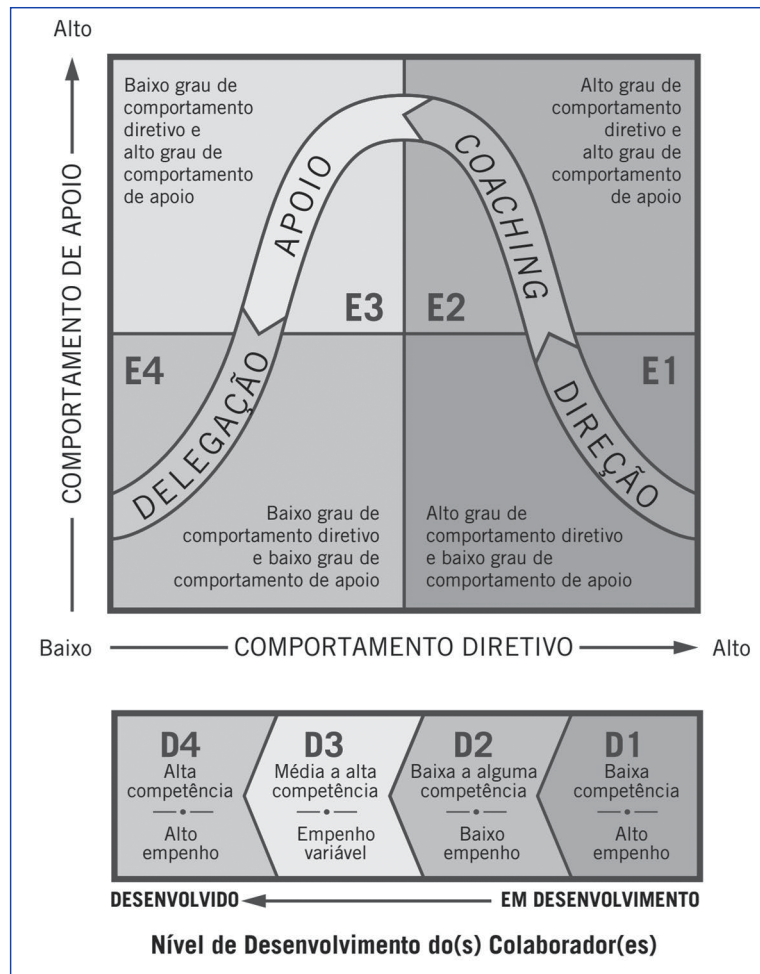 Alto
COMPORTAMENTO DE APOIO
Baixo grau de
comportamento
diretivo e
alto grau de
comportamento
de apoio
Alto grau de
comportamento
diretivo e
alto grau de
comportamento
de apoio
APOIO
COACHING
E3
E2
E4
E1
DELEGAÇÃO
DIREÇÃO
Baixo grau de
comportamento diretivo
e baixo grau de
comportamento de apoio
Alto grau de
comportamento diretivo
e baixo grau de
comportamento de apoio
Baixo
COMPORTAMENTO DIRETIVO
Alto
D4
Alta
competência
Alto
empenho
D3
Média a alta
competência
Empenho
variável
D2
Baixa a alguma
competência
Baixo
empenho
D1
Baixa
competência
Alto
empenho
DESENVOLVIDO
EM DESENVOLVIMENTO
Nível de Desenvolvimento do(s) Colaborador(es)